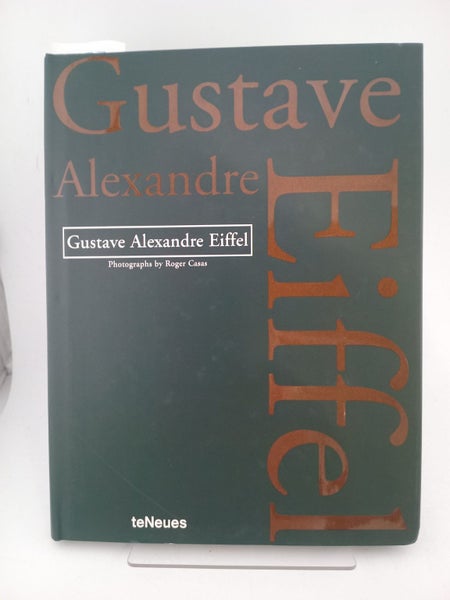 Gustave
Alexandre
Eiffel
Gustave Alexandre Eiffel
Photographs by Roger Casas
teNeues